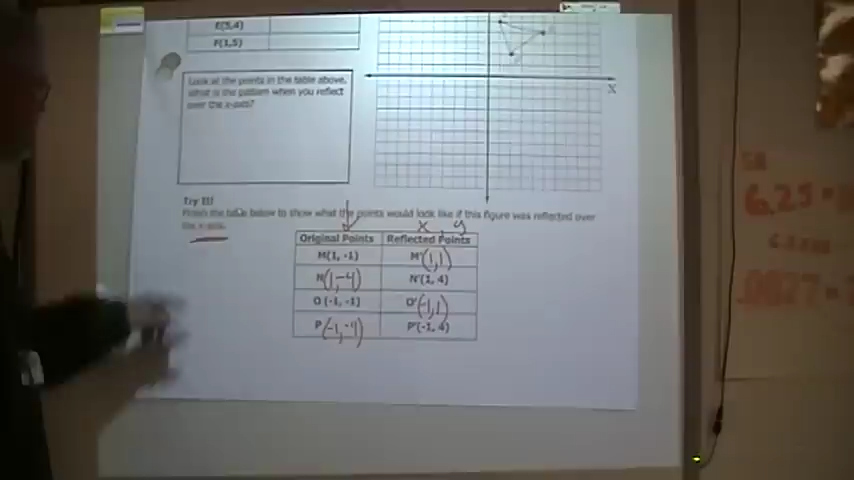 E(5,4)
F(1,5)
Look at the points in the table above.
what is the pattern when you reflect
over the x-axis?
X
Try It!
Finish the table below to show what the points would look like if this figure was reflected over
the x-axis.
x , y
Original Points Reflected Points
M(1, -1) M'(1,1)
N(1,-4) N'(1, 4)
O (-1, -1) O'(-1,1)
P(-1,-4) P'(-1, 4)
6.25
.0827